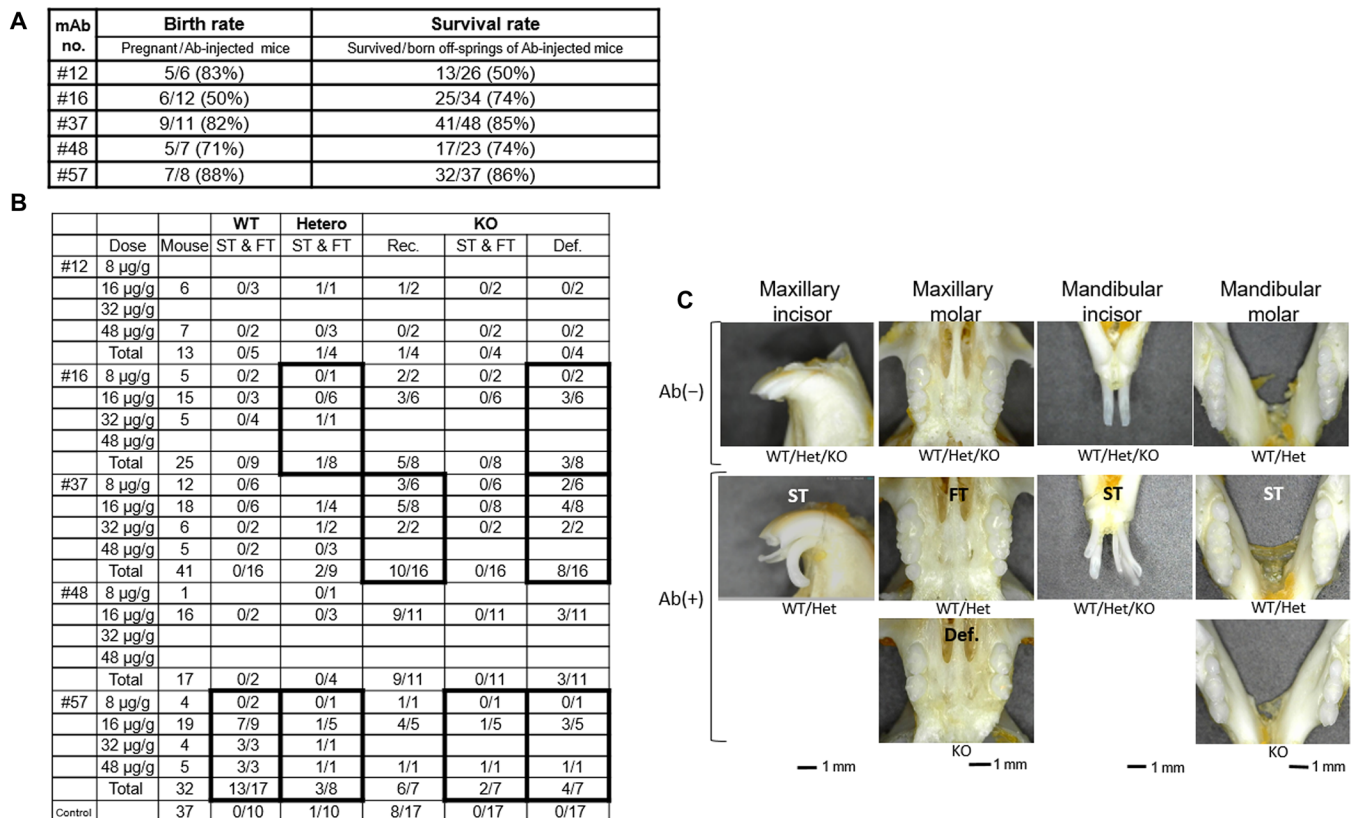 A
mAb no. Birth rate Survival rate
Pregnant/Ab-injected mice Survived/born off-springs of Ab-injected mice
#12 5/6 (83%) 13/26 (50%)
#16 6/12 (50%) 25/34 (74%)
#37 9/11 (82%) 41/48 (85%)
#48 5/7 (71%) 17/23 (74%)
#57 7/8 (88%) 32/37 (86%)
B
WT Hetero KO
Dose Mouse ST & FT ST & FT Rec. ST & FT Def.
#12 8 µg/g
16 µg/g 6 0/3 1/1 1/2 0/2 0/2
32 µg/g
48 µg/g 7 0/2 0/3 0/2 0/2 0/2
Total 13 0/5 1/4 1/4 0/4 0/4
#16 8 µg/g 5 0/2 0/1 2/2 0/2 0/2
16 µg/g 15 0/3 0/6 3/6 0/6 3/6
32 µg/g 5 0/4 1/1
48 µg/g
Total 25 0/9 1/8 5/8 0/8 3/8
#37 8 µg/g 12 0/6 3/6 0/6 2/6
16 µg/g 18 0/6 1/4 5/8 0/8 4/8
32 µg/g 6 0/2 1/2 2/2 0/2 2/2
48 µg/g 5 0/2 0/3
Total 41 0/16 2/9 10/16 0/16 8/16
#48 8 µg/g 1 0/1
16 µg/g 16 0/2 0/3 9/11 0/11 3/11
32 µg/g
48 µg/g
Total 17 0/2 0/4 9/11 0/11 3/11
#57 8 µg/g 4 0/2 0/1 1/1 0/1 0/1
16 µg/g 19 7/9 1/5 4/5 1/5 3/5
32 µg/g 4 3/3 1/1
48 µg/g 5 3/3 1/1 1/1 1/1 1/1
Total 32 13/17 3/8 6/7 2/7 4/7
Control 37 0/10 1/10 8/17 0/17 0/17
C
Maxillary incisor Maxillary molar Mandibular incisor Mandibular molar
Ab(−)
WT/Het/KO WT/Het/KO WT/Het/KO WT/Het
Ab(+)
ST FT ST ST
WT/Het WT/Het WT/Het/KO WT/Het
Def.
KO KO
1 mm 1 mm 1 mm 1 mm